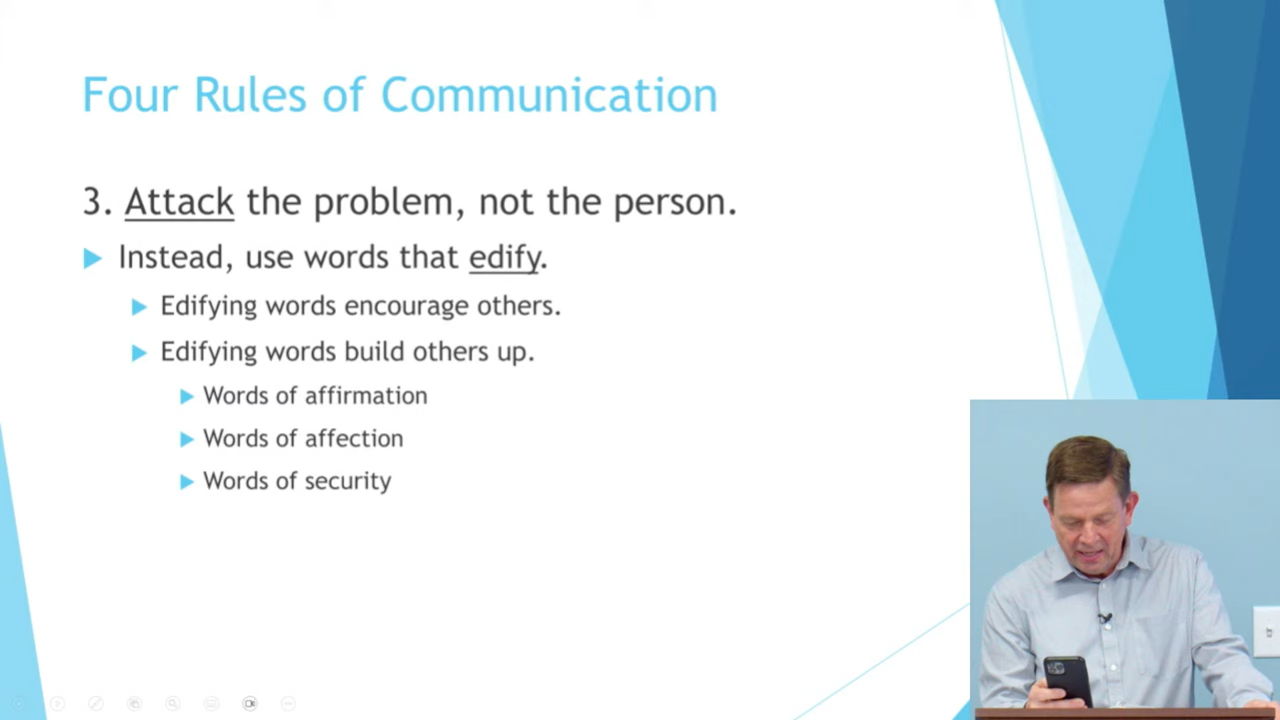 Four Rules of Communication
3. Attack the problem, not the person.
Instead, use words that edify.
Edifying words encourage others.
Edifying words build others up.
Words of affirmation
Words of affection
Words of security